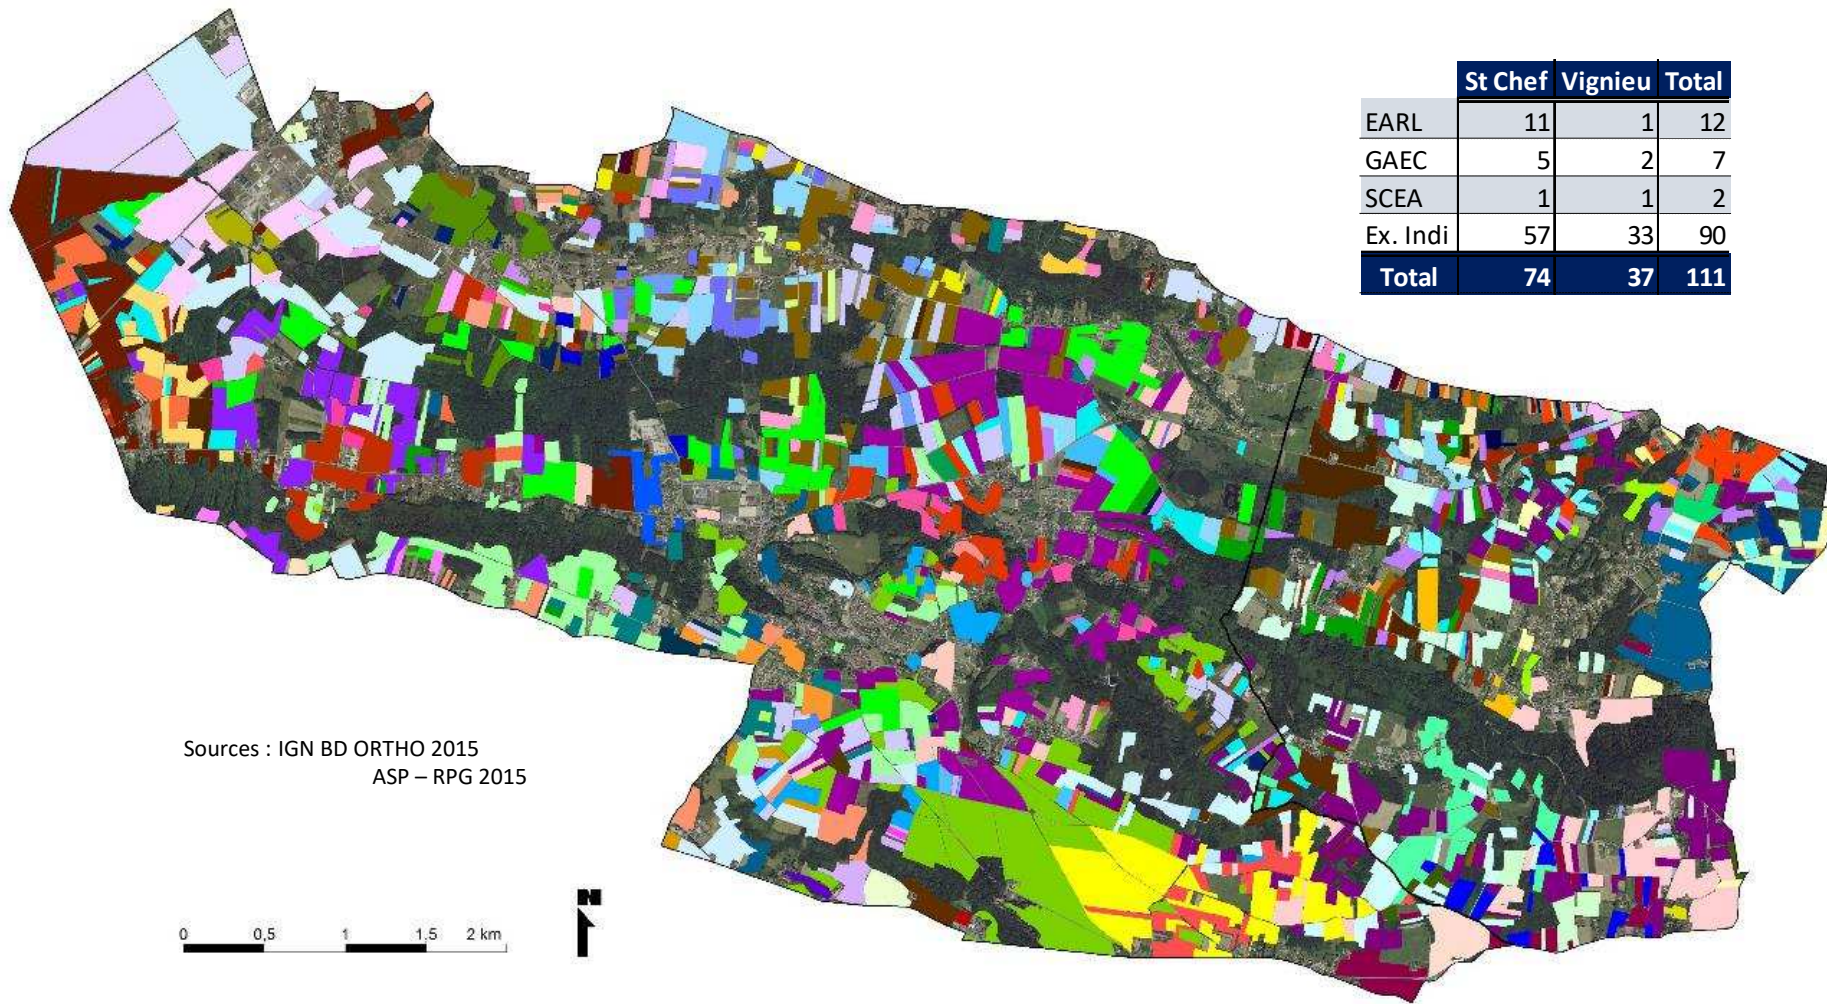 St Chef Vignieu Total
EARL 11 1 12
GAEC 5 2 7
SCEA 1 1 2
Ex. Indi 57 33 90
Total 74 37 111
Sources : IGN BD ORTHO 2015
ASP – RPG 2015
0 0,5 1 1.5 2 km
N